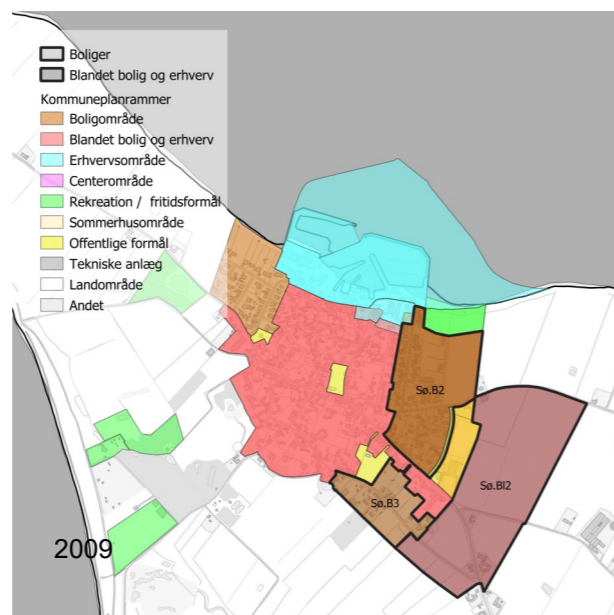 Boliger
Blandet bolig og erhverv
Kommuneplanrammer
Boligområde
Blandet bolig og erhverv
Erhvervsområde
Centerområde
Rekreation / fritidsformål
Sommerhusområde
Offentlige formål
Tekniske anlæg
Landområde
Andet
Sø.B2
Sø.Bl2
Sø.B3
2009